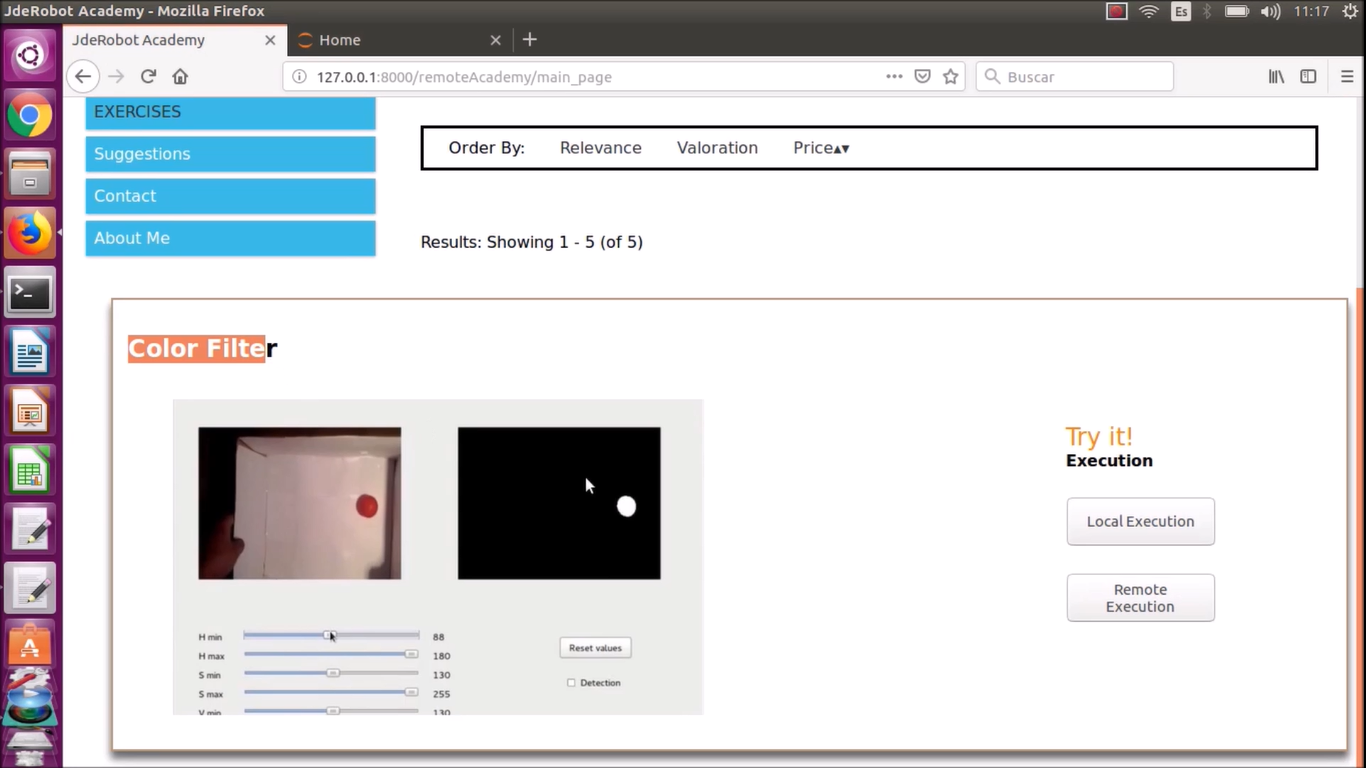 JdeRobot Academy - Mozilla Firefox
Es
11:17
JdeRobot Academy
Home
127.0.0.1:8000/remoteAcademy/main_page
Buscar
EXERCISES
Suggestions
Contact
About Me
Order By: Relevance Valoration Price▴▾
Results: Showing 1 - 5 (of 5)
Color Filter
Try it!
Execution
Local Execution
Remote
Execution
H min 88
H max 180
S min 130
S max 255
V min 130
Reset values
Detection